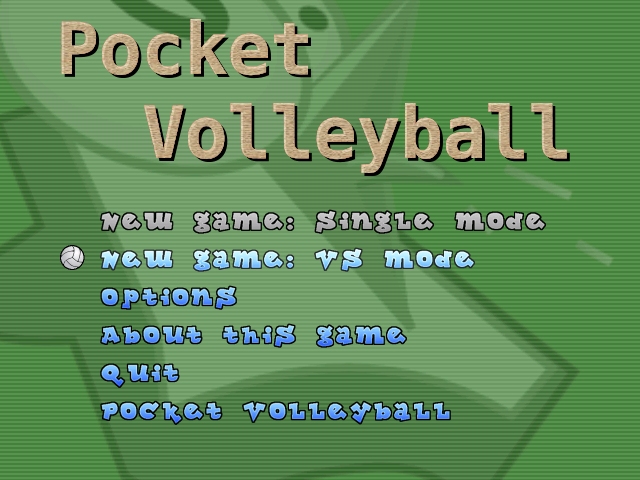 Pocket
Volleyball
New game: Single mode
New game: VS mode
Options
About this game
Quit
Pocket Volleyball